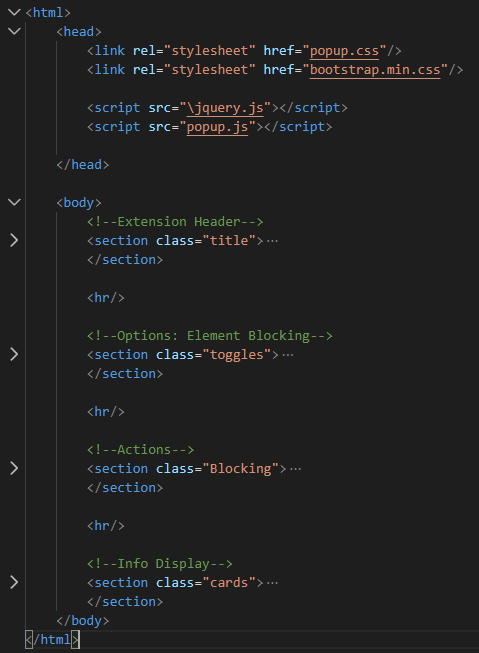 <html>
<head>
<link rel="stylesheet" href="popup.css"/>
<link rel="stylesheet" href="bootstrap.min.css"/>
<script src="\jquery.js"></script>
<script src="popup.js"></script>
</head>
<body>
<!--Extension Header-->
<section class="title">…
</section>
<hr/>
<!--Options: Element Blocking-->
<section class="toggles">…
</section>
<hr/>
<!--Actions-->
<section class="Blocking">…
</section>
<hr/>
<!--Info Display-->
<section class="cards">…
</section>
</body>
</html>